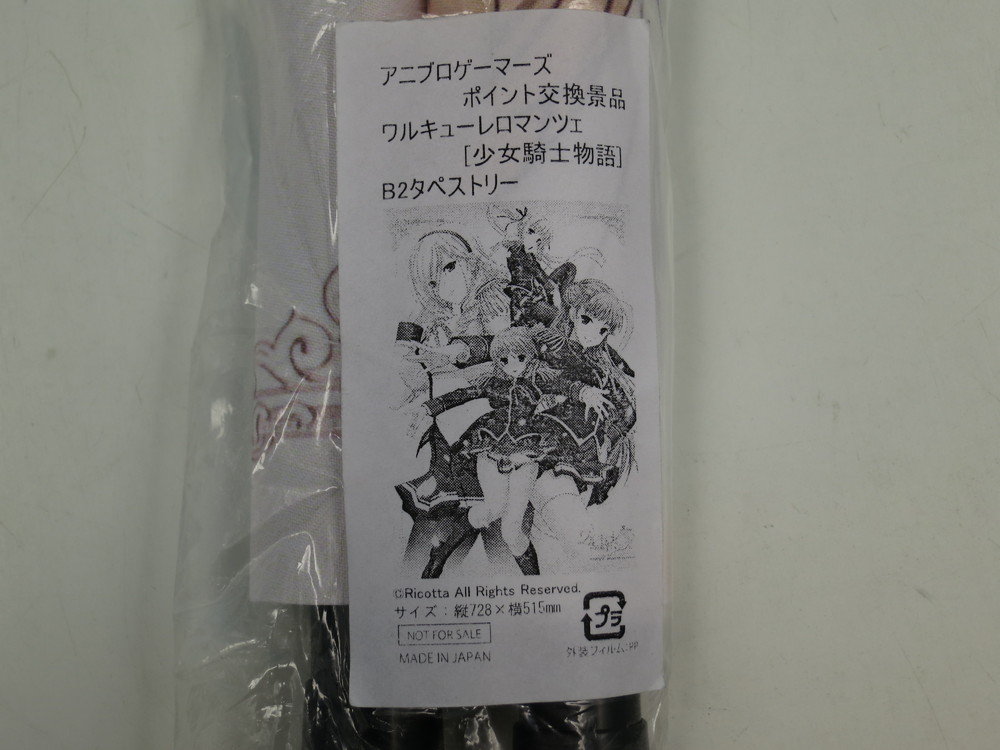 アニブロゲーマーズ
ポイント交換景品
ワルキューレロマンツェ
[少女騎士物語]
B2タペストリー
©Ricotta All Rights Reserved.
サイズ：縦728×横515mm
NOT FOR SALE
MADE IN JAPAN
プラ
外装フィルム:PP